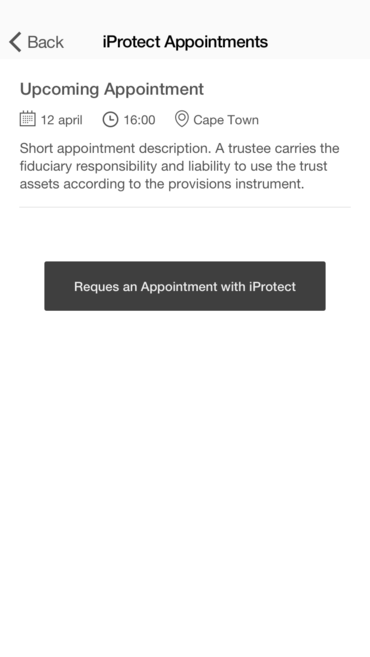 Back iProtect Appointments
Upcoming Appointment
12 april 16:00 Cape Town
Short appointment description. A trustee carries the
fiduciary responsibility and liability to use the trust
assets according to the provisions instrument.
Reques an Appointment with iProtect